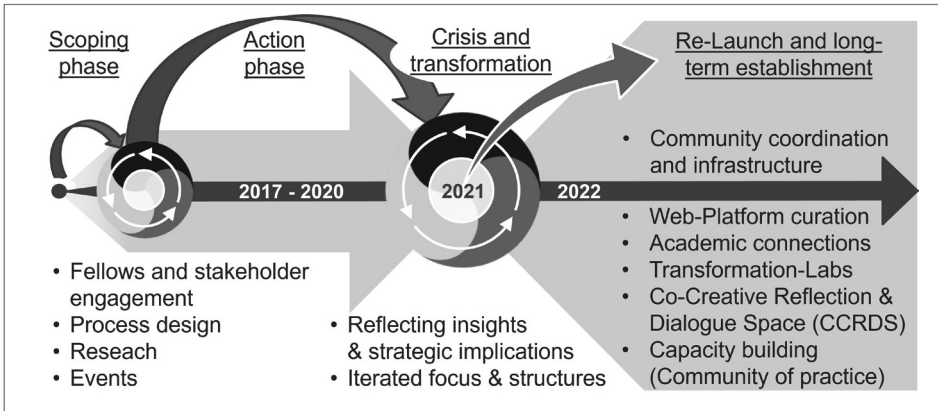 Scoping
phase
Action
phase
Crisis and
transformation
Re-Launch and long-
term establishment
2017 - 2020
2021
2022
• Fellows and stakeholder
engagement
• Process design
• Reseach
• Events
• Reflecting insights
& strategic implications
• Iterated focus & structures
• Community coordination
and infrastructure
• Web-Platform curation
• Academic connections
• Transformation-Labs
• Co-Creative Reflection &
Dialogue Space (CCRDS)
• Capacity building
(Community of practice)